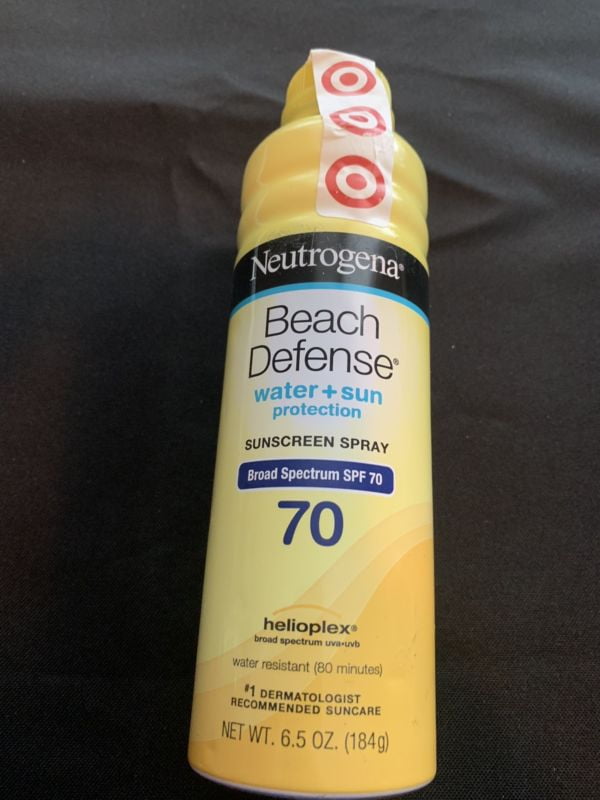 Neutrogena®
Beach
Defense®
water + sun
protection
SUNSCREEN SPRAY
Broad Spectrum SPF 70
70
helioplex®
broad spectrum uva•uvb
water resistant (80 minutes)
#1 DERMATOLOGIST
RECOMMENDED SUNCARE
NET WT. 6.5 OZ. (184g)